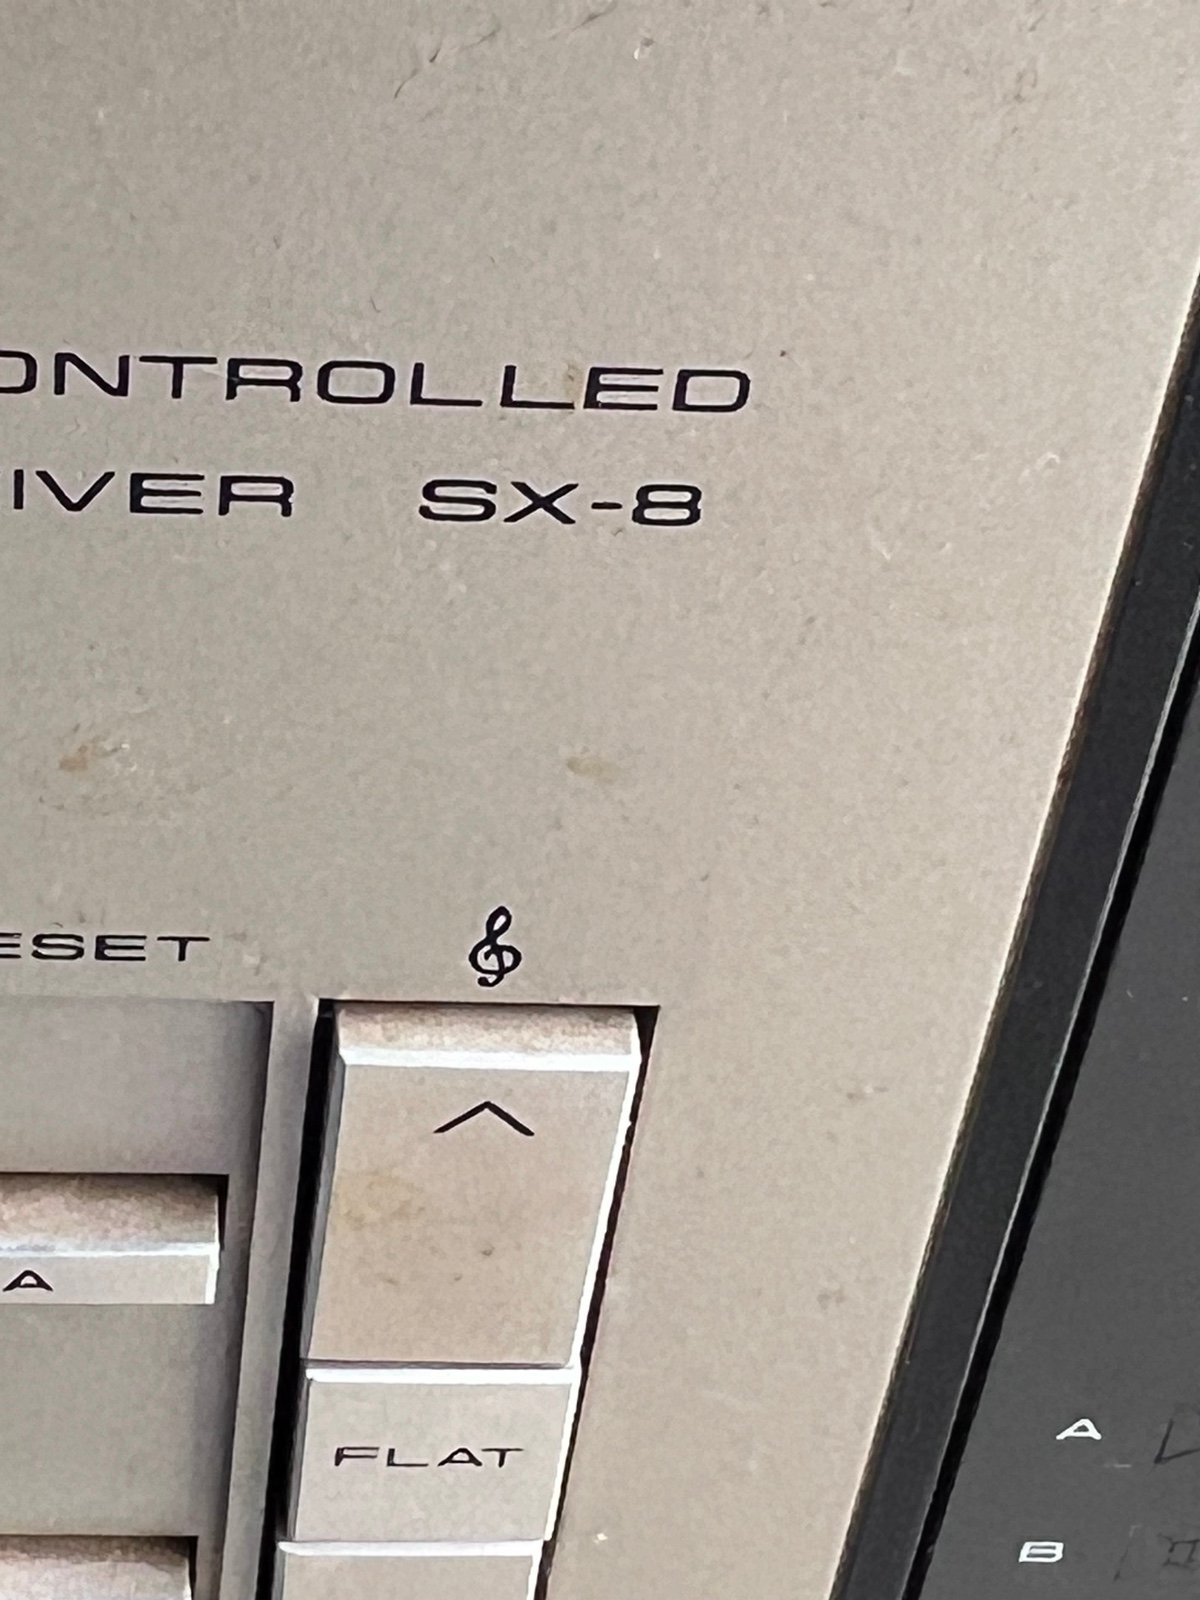 ONTROLLED
IVER SX-8
ESET
A
FLAT
A
B